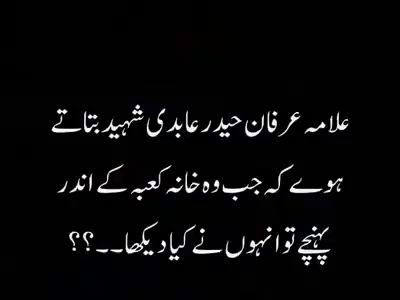 علامہ عرفان حیدر عابدی شہید بتاتے
ہوے کہ جب وہ خانہ کعبہ کے اندر
پہنچے تو انہوں نے کیا دیکھا۔۔؟؟